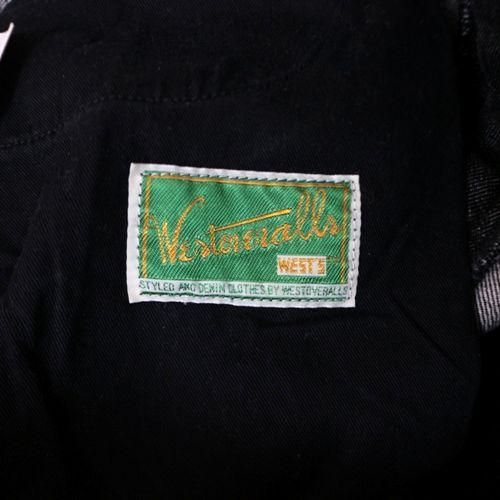 Westoveralls
WEST'S
STYLED AND DENIM CLOTHES BY WESTOVERALLS